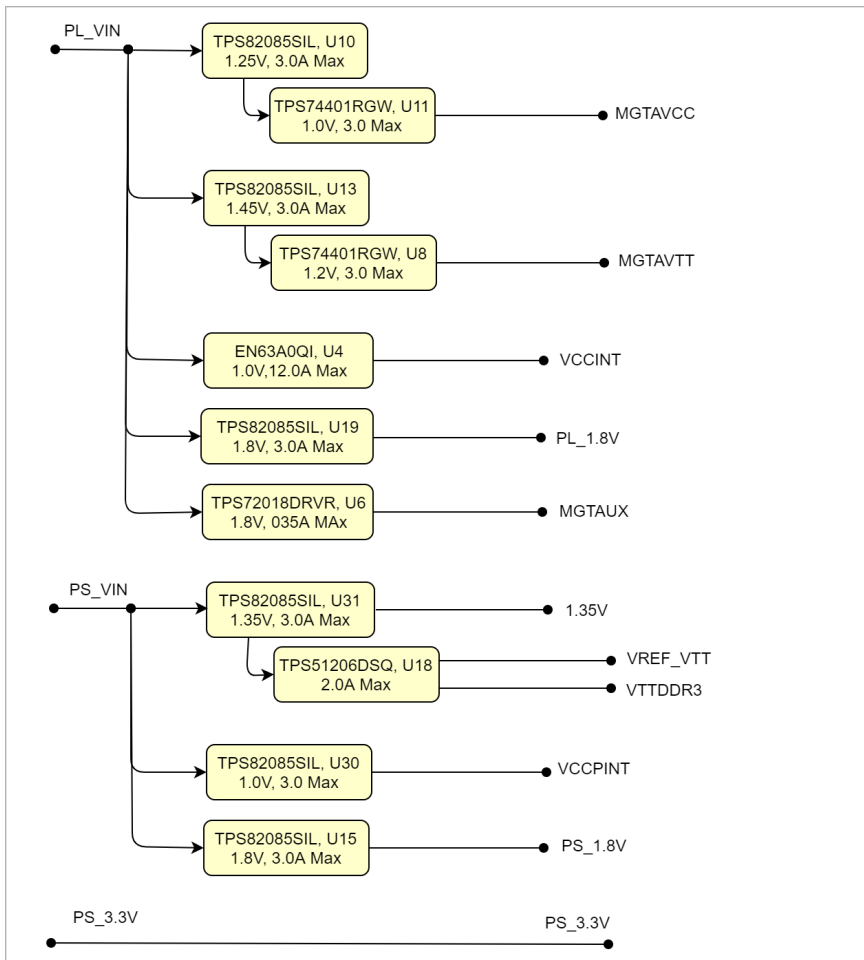 PL_VIN
TPS82085SIL, U10
1.25V, 3.0A Max
TPS74401RGW, U11
1.0V, 3.0 Max
MGTAVCC
TPS82085SIL, U13
1.45V, 3.0A Max
TPS74401RGW, U8
1.2V, 3.0 Max
MGTAVTT
EN63A0QI, U4
1.0V,12.0A Max
VCCINT
TPS82085SIL, U19
1.8V, 3.0A Max
PL_1.8V
TPS72018DRVR, U6
1.8V, 035A MAx
MGTAUX
PS_VIN
TPS82085SIL, U31
1.35V, 3.0A Max
1.35V
TPS51206DSQ, U18
2.0A Max
VREF_VTT
VTTDDR3
TPS82085SIL, U30
1.0V, 3.0 Max
VCCPINT
TPS82085SIL, U15
1.8V, 3.0A Max
PS_1.8V
PS_3.3V
PS_3.3V